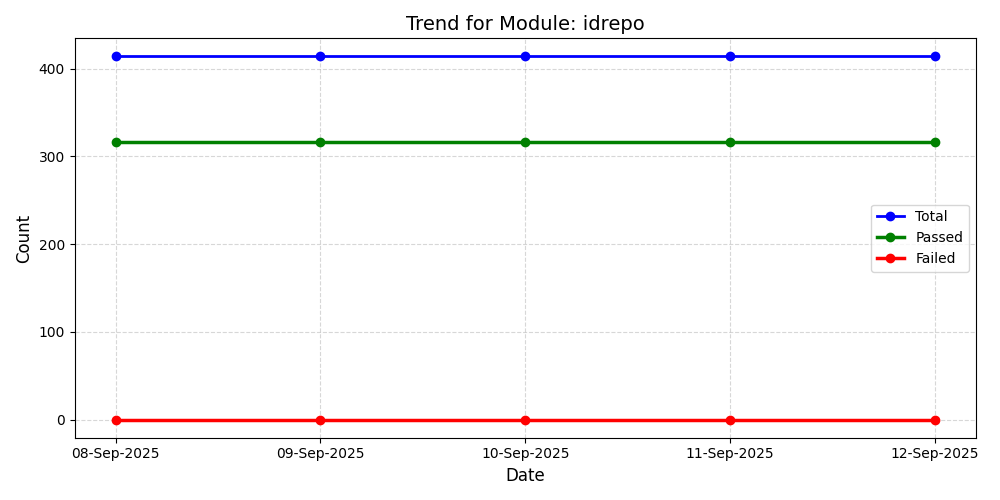 Trend for Module: idrepo
Count
400
300
200
100
0
Total
Passed
Failed
08-Sep-2025
09-Sep-2025
10-Sep-2025
11-Sep-2025
12-Sep-2025
Date